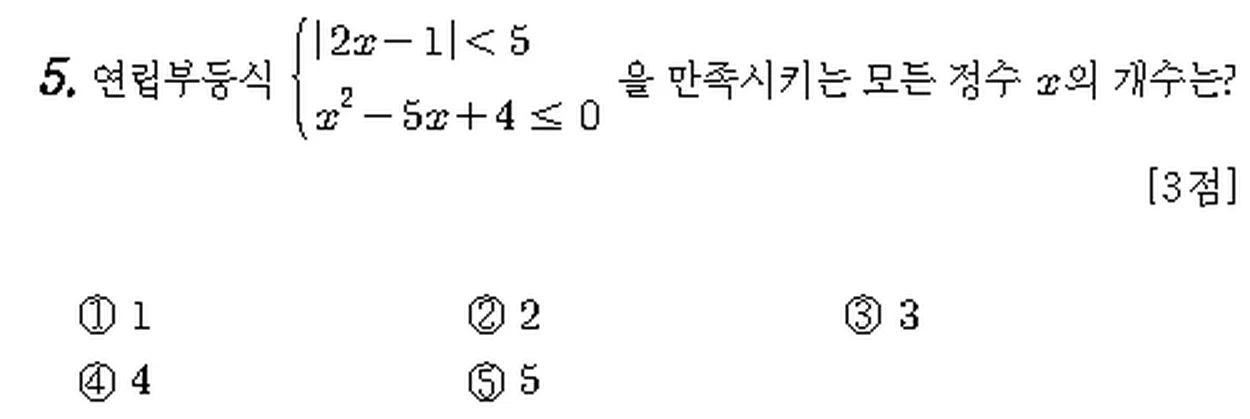 5. 연립부등식 { |2x − 1| < 5
x² − 5x + 4 ≤ 0 을 만족시키는 모든 정수 x의 개수는?
[3점]
① 1 ② 2 ③ 3
④ 4 ⑤ 5